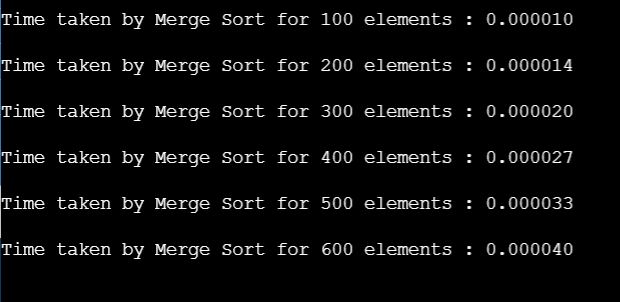 Time taken by Merge Sort for 100 elements : 0.000010
Time taken by Merge Sort for 200 elements : 0.000014
Time taken by Merge Sort for 300 elements : 0.000020
Time taken by Merge Sort for 400 elements : 0.000027
Time taken by Merge Sort for 500 elements : 0.000033
Time taken by Merge Sort for 600 elements : 0.000040